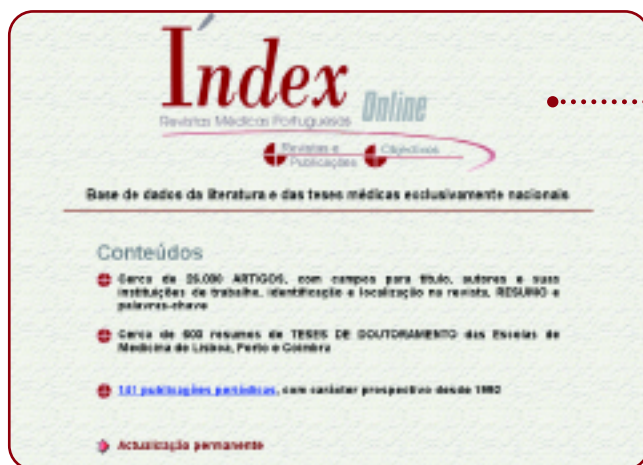 Índex Online
Revistas Médicas Portuguesas
Revistas e Publicações
Objectivos
Base de dados da literatura e das teses médicas exclusivamente nacionais
Conteúdos
Cerca de 26.000 ARTIGOS, com campos para título, autores e suas
instituições de trabalho, identificação e localização na revista, RESUMO e
palavras-chave
Cerca de 600 resumos de TESES DE DOUTORAMENTO das Escolas de
Medicina de Lisboa, Porto e Coimbra
141 publicações periódicas, com carácter prospectivo desde 1992
Actualização permanente